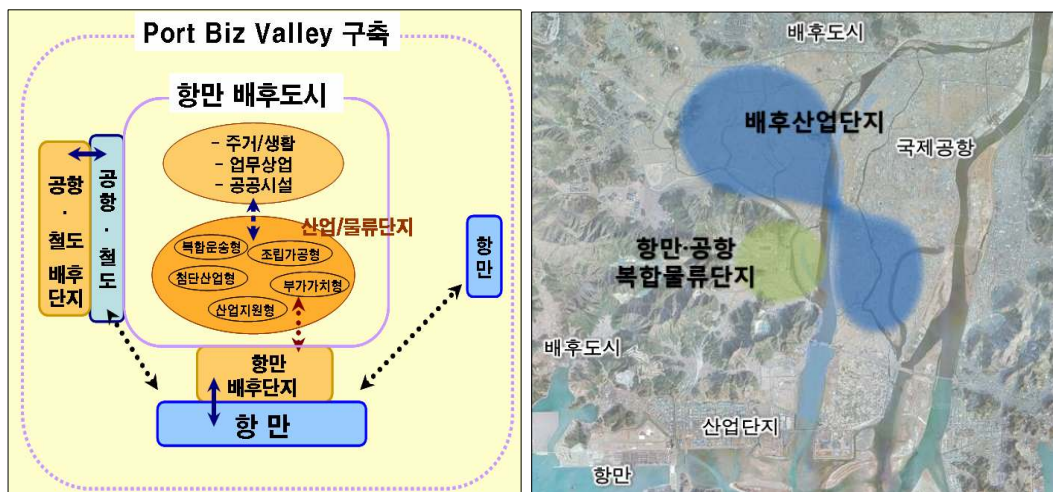 Port Biz Valley 구축
항만 배후도시
- 주거/생활
- 업무상업
- 공공시설
산업/물류단지
복합운송형
조립가공형
첨단산업형
부가가치형
산업지원형
공항·철도 배후단지
공항·철도
항만
항만
배후단지
항 만
배후도시
배후산업단지
국제공항
항만·공항
복합물류단지
배후도시
산업단지
항만